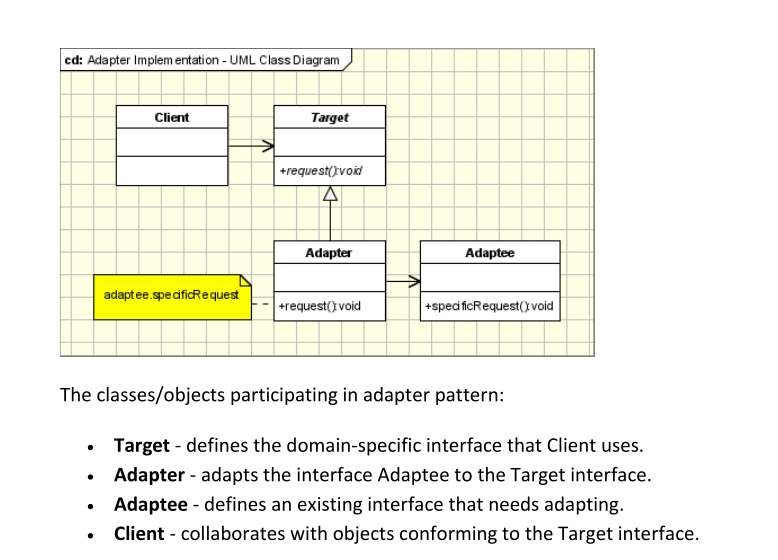 cd: Adapter Implementation - UML Class Diagram
Client
Target
+request():void
Adapter
Adaptee
adaptee.specificRequest
+request():void
+specificRequest():void
The classes/objects participating in adapter pattern:
• Target - defines the domain-specific interface that Client uses.
• Adapter - adapts the interface Adaptee to the Target interface.
• Adaptee - defines an existing interface that needs adapting.
• Client - collaborates with objects conforming to the Target interface.